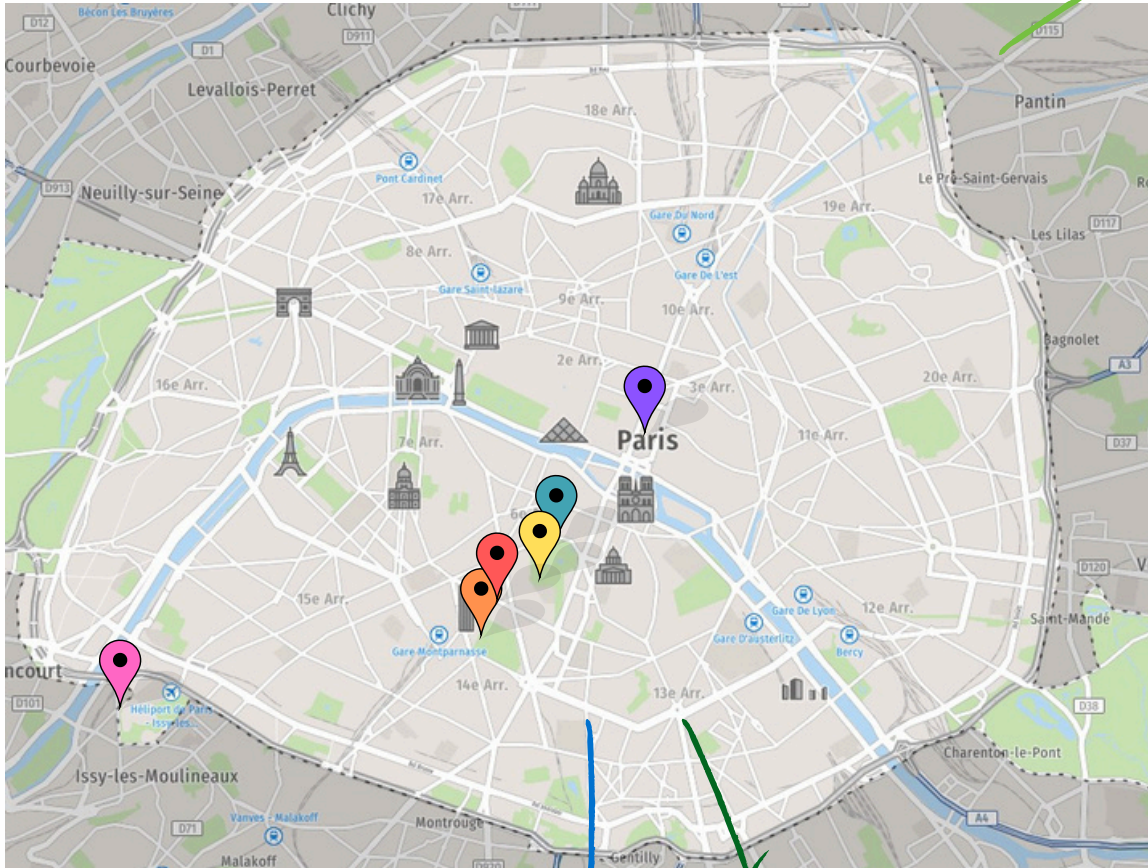 Bécon Les Bruyères
Clichy
D12
D911
D115
D1
Courbevoie
Levallois-Perret
Bd Ney
Pantin
18e Arr.
Pont Cardinet
D913
Neuilly-sur-Seine
Le Pré-Saint-Gervais
17e Arr.
19e Arr.
Gare Du Nord
D117
Les Lilas
8e Arr.
Gare De L'est
Gare Saint-lazare
9e Arr.
10e Arr.
Bagnolet
2e Arr.
A3
16e Arr.
3e Arr.
20e Arr.
7e Arr.
Paris
11e Arr.
D37
6e
D120
15e Arr.
Gare De Lyon
12e Arr.
Saint-Mandé
Gare D'austerlitz
Bercy
Gare Montparnasse
ncourt
14e Arr.
13e Arr.
D101
Héliport de Paris
- Issy-les...
D38
Charenton-le-Pont
Issy-les-Moulineaux
A4
Vanves - Malakoff
D71
Montrouge
Malakoff
Gentilly
D920